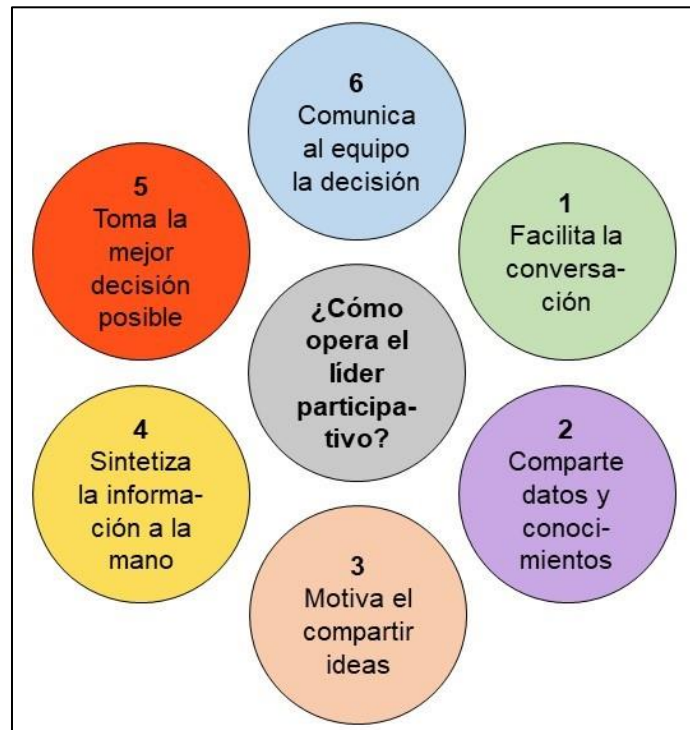 ¿Cómo
opera el
líder
participa-
tivo?
1
Facilita la
conversa-
ción
2
Comparte
datos y
conoci-
mientos
3
Motiva el
compartir
ideas
4
Sintetiza
la informa-
ción a la
mano
5
Toma la
mejor
decisión
posible
6
Comunica
al equipo
la decisión